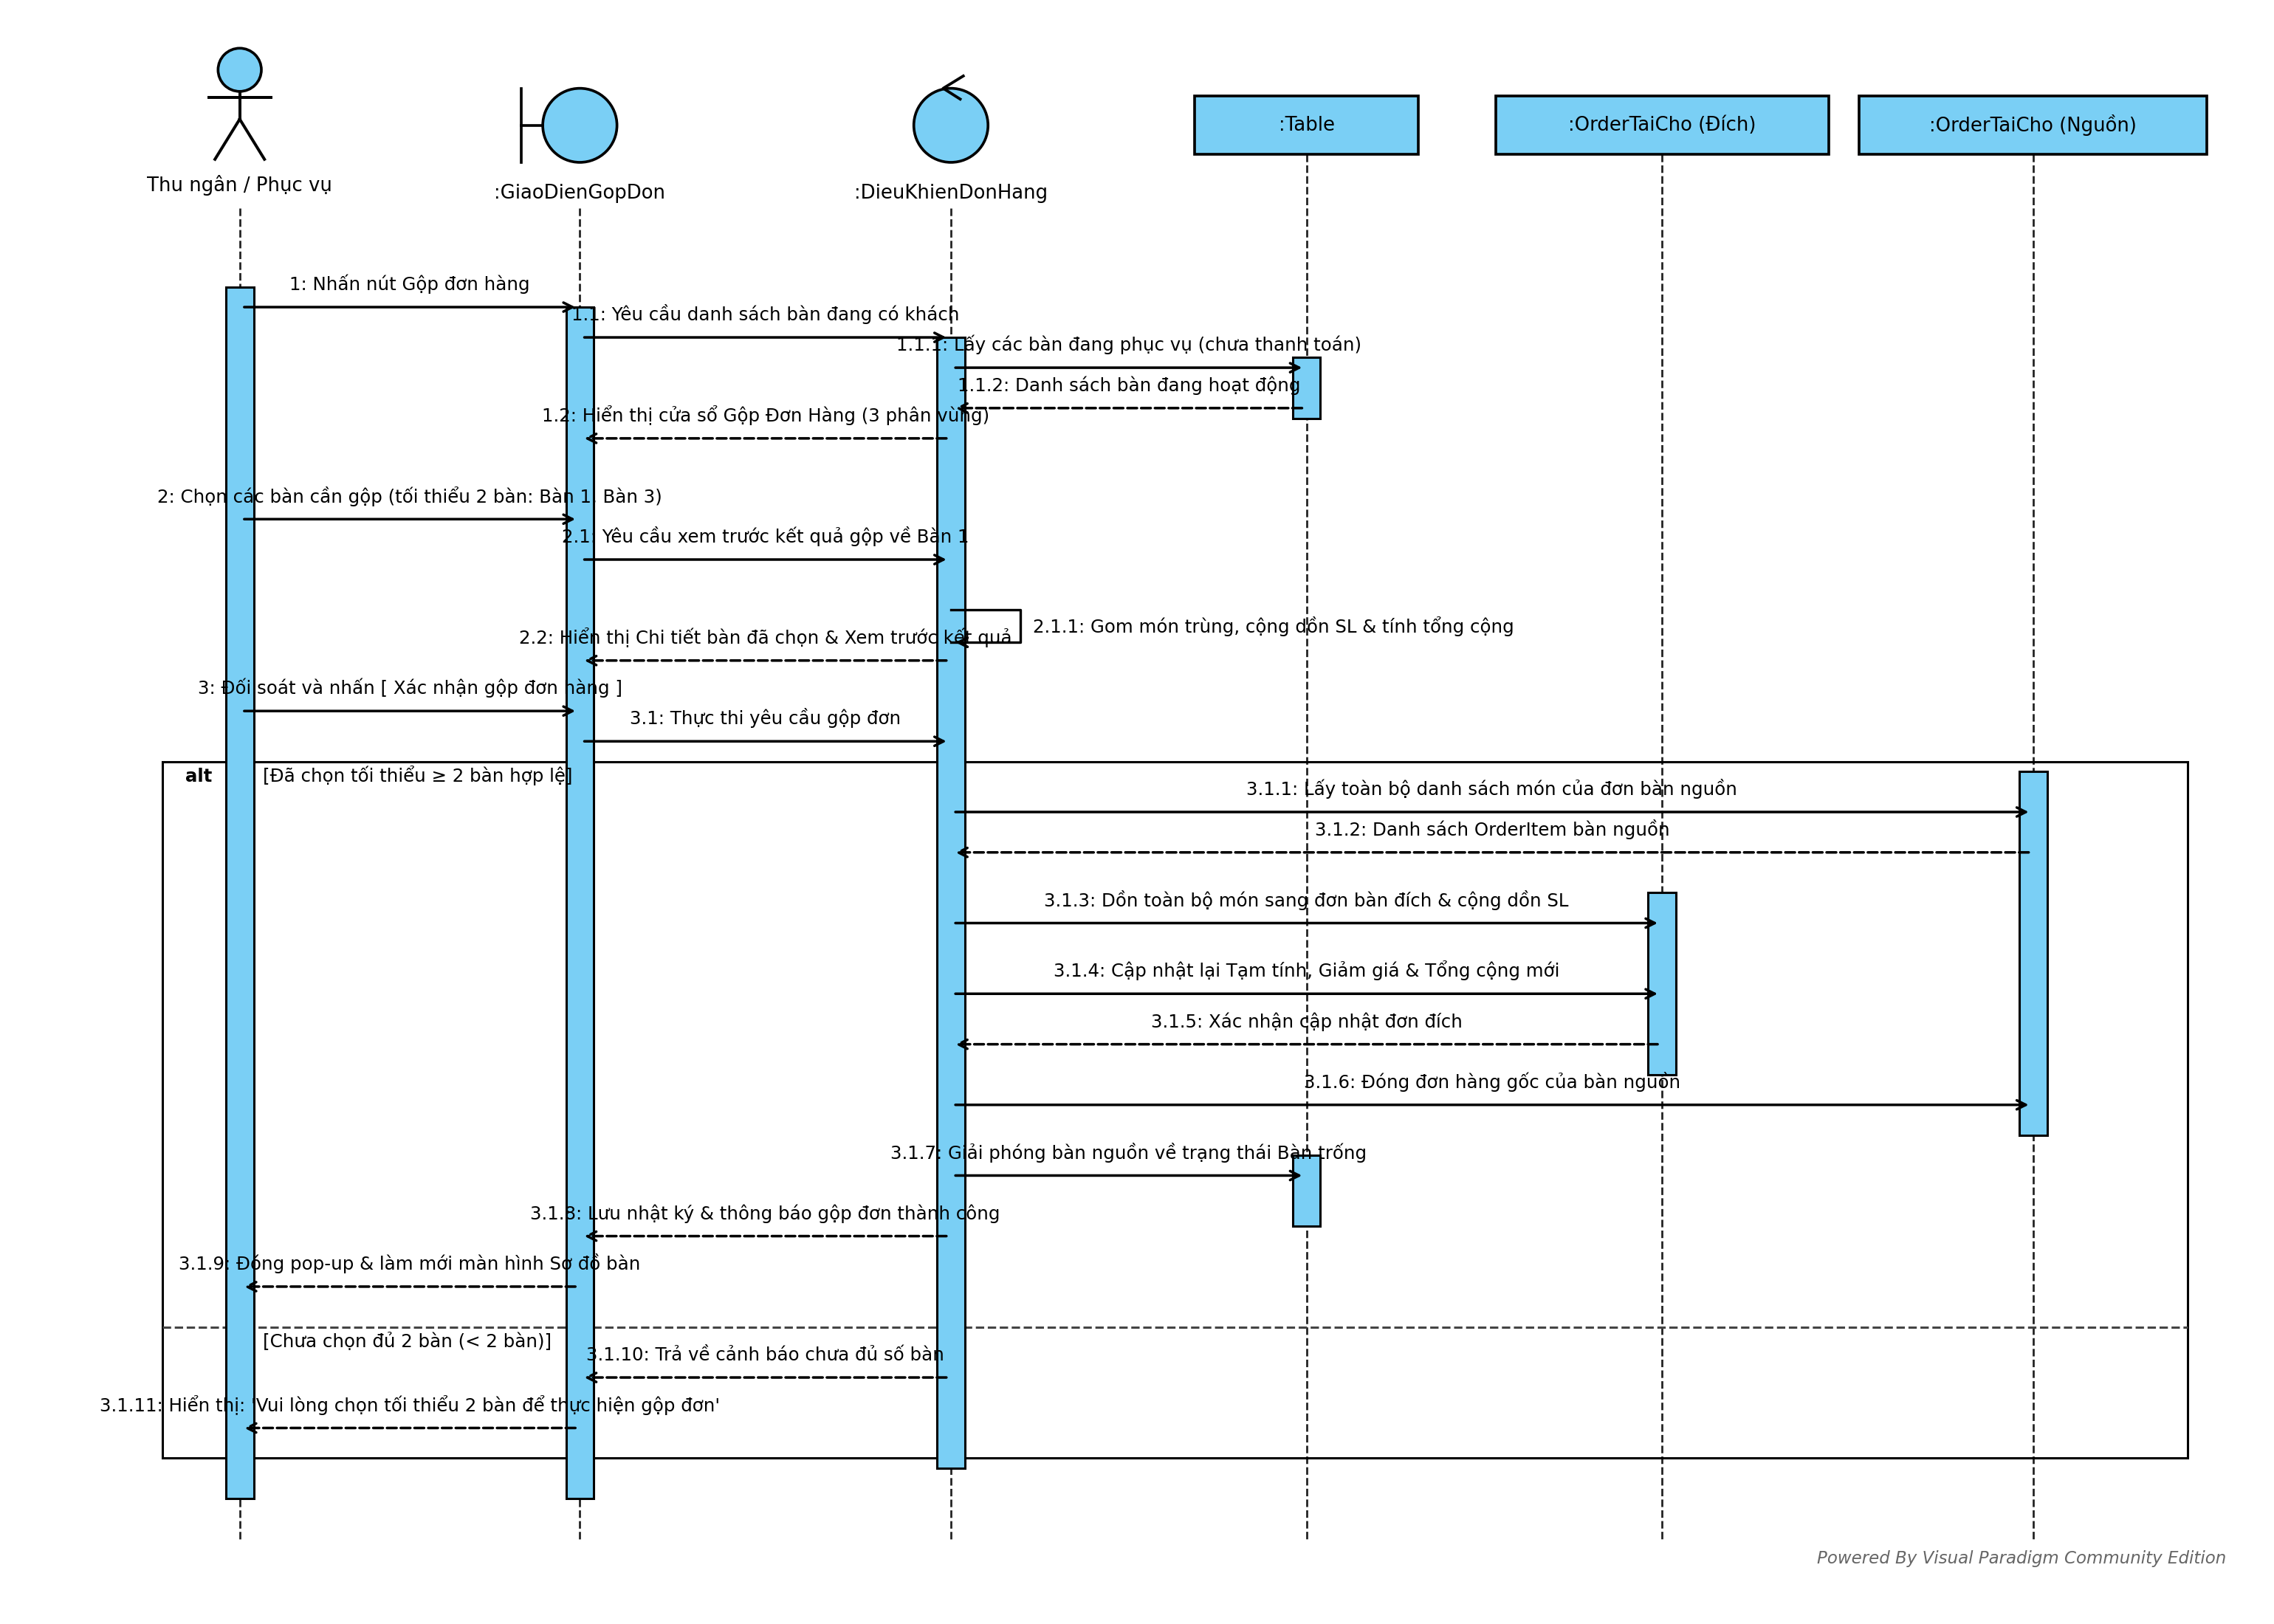 Thu ngân / Phục vụ
:GiaoDienGopDon
:DieuKhienDonHang
:Table
:OrderTaiCho (Đích)
:OrderTaiCho (Nguồn)
1: Nhấn nút Gộp đơn hàng
1.1: Yêu cầu danh sách bàn đang có khách
1.1.1: Lấy các bàn đang phục vụ (chưa thanh toán)
1.1.2: Danh sách bàn đang hoạt động
1.2: Hiển thị cửa sổ Gộp Đơn Hàng (3 phân vùng)
2: Chọn các bàn cần gộp (tối thiểu 2 bàn: Bàn 1, Bàn 3)
2.1: Yêu cầu xem trước kết quả gộp về Bàn 1
2.1.1: Gom món trùng, cộng dồn SL & tính tổng cộng
2.2: Hiển thị Chi tiết bàn đã chọn & Xem trước kết quả
3: Đối soát và nhấn [ Xác nhận gộp đơn hàng ]
3.1: Thực thi yêu cầu gộp đơn
alt [Đã chọn tối thiểu ≥ 2 bàn hợp lệ]
3.1.1: Lấy toàn bộ danh sách món của đơn bàn nguồn
3.1.2: Danh sách OrderItem bàn nguồn
3.1.3: Dồn toàn bộ món sang đơn bàn đích & cộng dồn SL
3.1.4: Cập nhật lại Tạm tính, Giảm giá & Tổng cộng mới
3.1.5: Xác nhận cập nhật đơn đích
3.1.6: Đóng đơn hàng gốc của bàn nguồn
3.1.7: Giải phóng bàn nguồn về trạng thái Bàn trống
3.1.8: Lưu nhật ký & thông báo gộp đơn thành công
3.1.9: Đóng pop-up & làm mới màn hình Sơ đồ bàn
[Chưa chọn đủ 2 bàn (< 2 bàn)]
3.1.10: Trả về cảnh báo chưa đủ số bàn
3.1.11: Hiển thị: 'Vui lòng chọn tối thiểu 2 bàn để thực hiện gộp đơn'
Powered By Visual Paradigm Community Edition